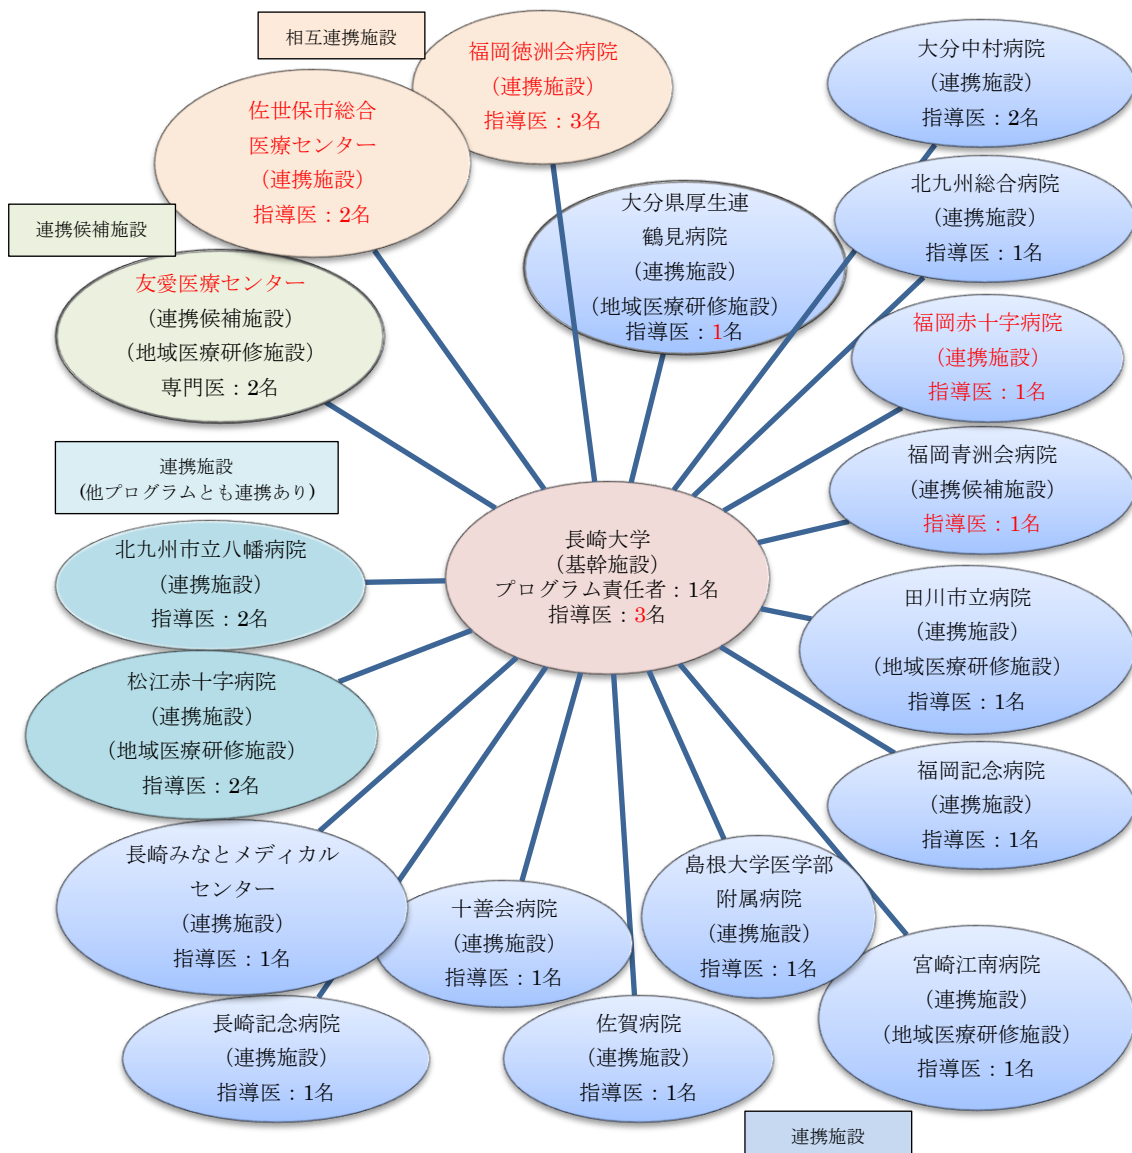 相互連携施設
福岡徳洲会病院
（連携施設）
指導医：3名
大分中村病院
（連携施設）
指導医：2名
佐世保市総合
医療センター
（連携施設）
指導医：2名
北九州総合病院
（連携施設）
指導医：1名
大分県厚生連
鶴見病院
（連携施設）
（地域医療研修施設）
指導医：1名
連携候補施設
友愛医療センター
（連携候補施設）
（地域医療研修施設）
専門医：2名
福岡赤十字病院
（連携施設）
指導医：1名
連携施設
(他プログラムとも連携あり)
福岡青洲会病院
（連携候補施設）
指導医：1名
長崎大学
(基幹施設)
プログラム責任者：1名
指導医：3名
北九州市立八幡病院
（連携施設）
指導医：2名
田川市立病院
（連携施設）
（地域医療研修施設）
指導医：1名
松江赤十字病院
（連携施設）
（地域医療研修施設）
指導医：2名
福岡記念病院
（連携施設）
指導医：1名
長崎みなとメディカル
センター
（連携施設）
指導医：1名
十善会病院
（連携施設）
指導医：1名
島根大学医学部
附属病院
（連携施設）
指導医：1名
宮崎江南病院
（連携施設）
（地域医療研修施設）
指導医：1名
長崎記念病院
（連携施設）
指導医：1名
佐賀病院
（連携施設）
指導医：1名
連携施設